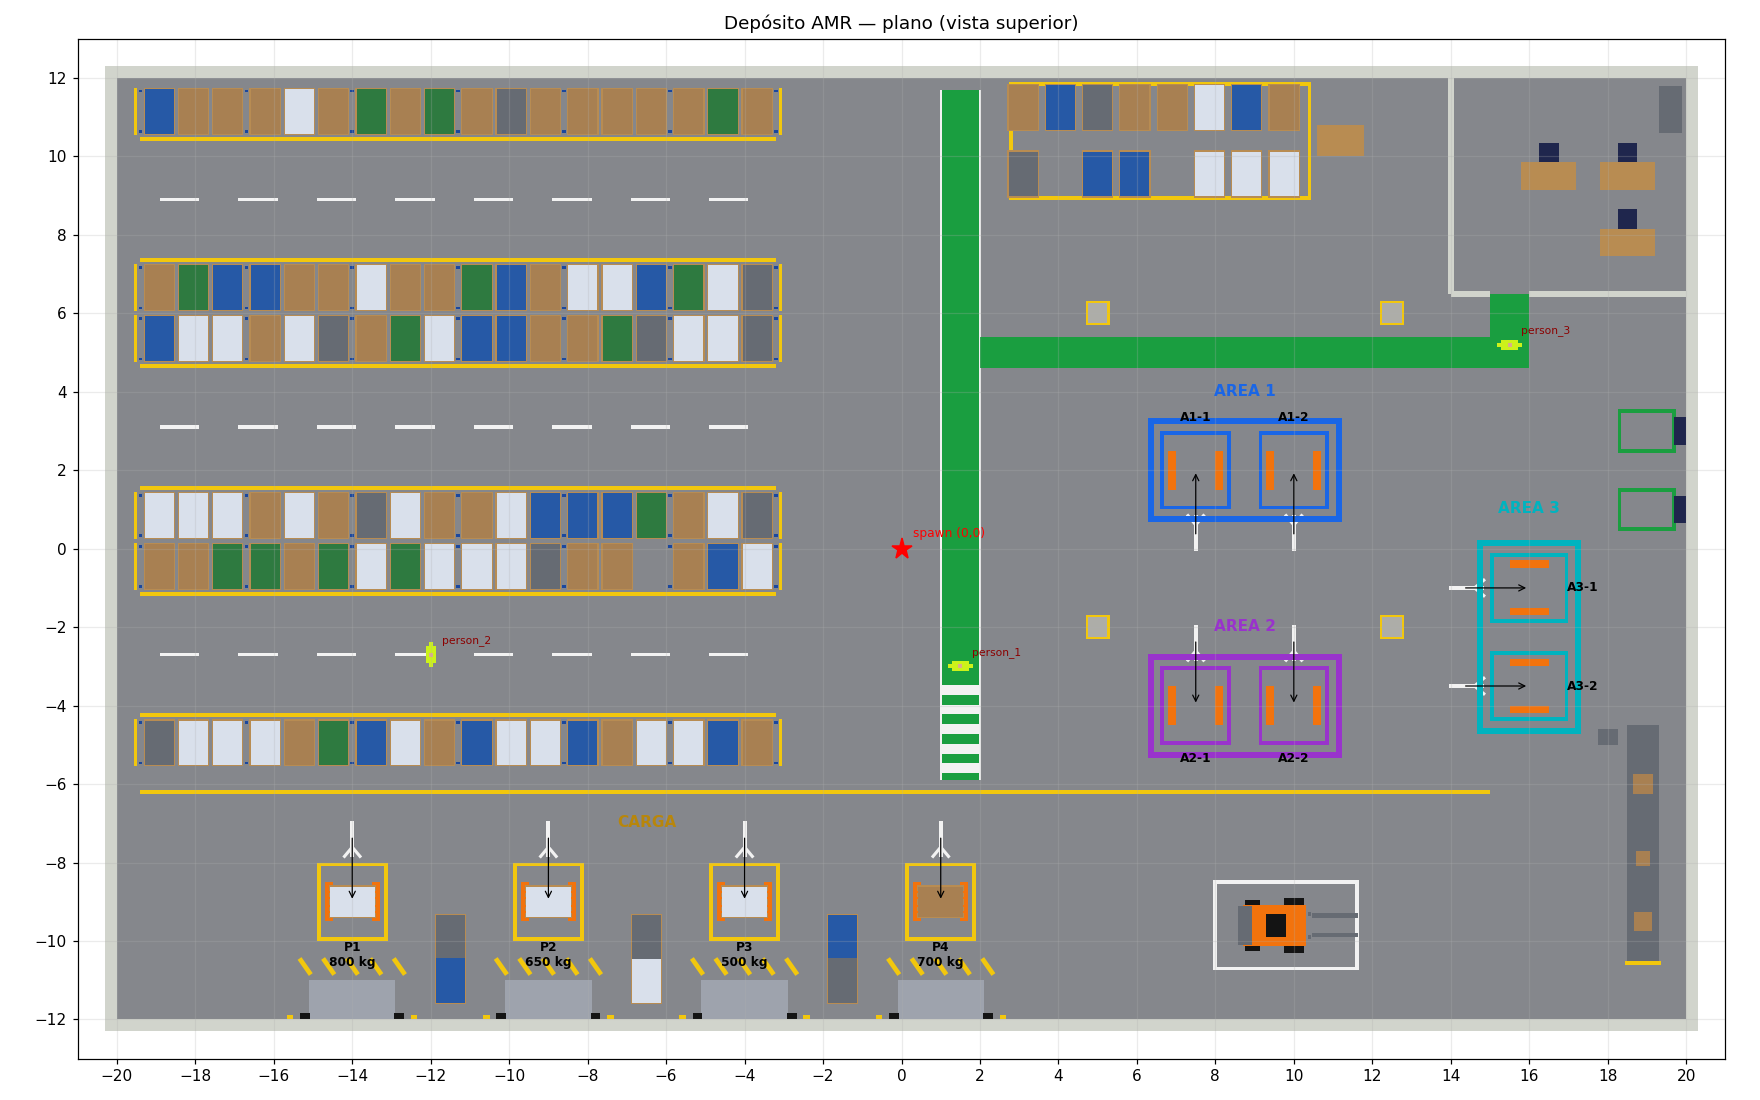 Depósito AMR — plano (vista superior)
12
10
8
6
4
2
0
−2
−4
−6
−8
−10
−12
person_3
AREA 1
A1-1 A1-2
AREA 3
spawn (0,0)
A3-1
AREA 2
person_2
person_1
A3-2
A2-1 A2-2
CARGA
P1 P2 P3 P4
800 kg 650 kg 500 kg 700 kg
−20 −18 −16 −14 −12 −10 −8 −6 −4 −2 0 2 4 6 8 10 12 14 16 18 20